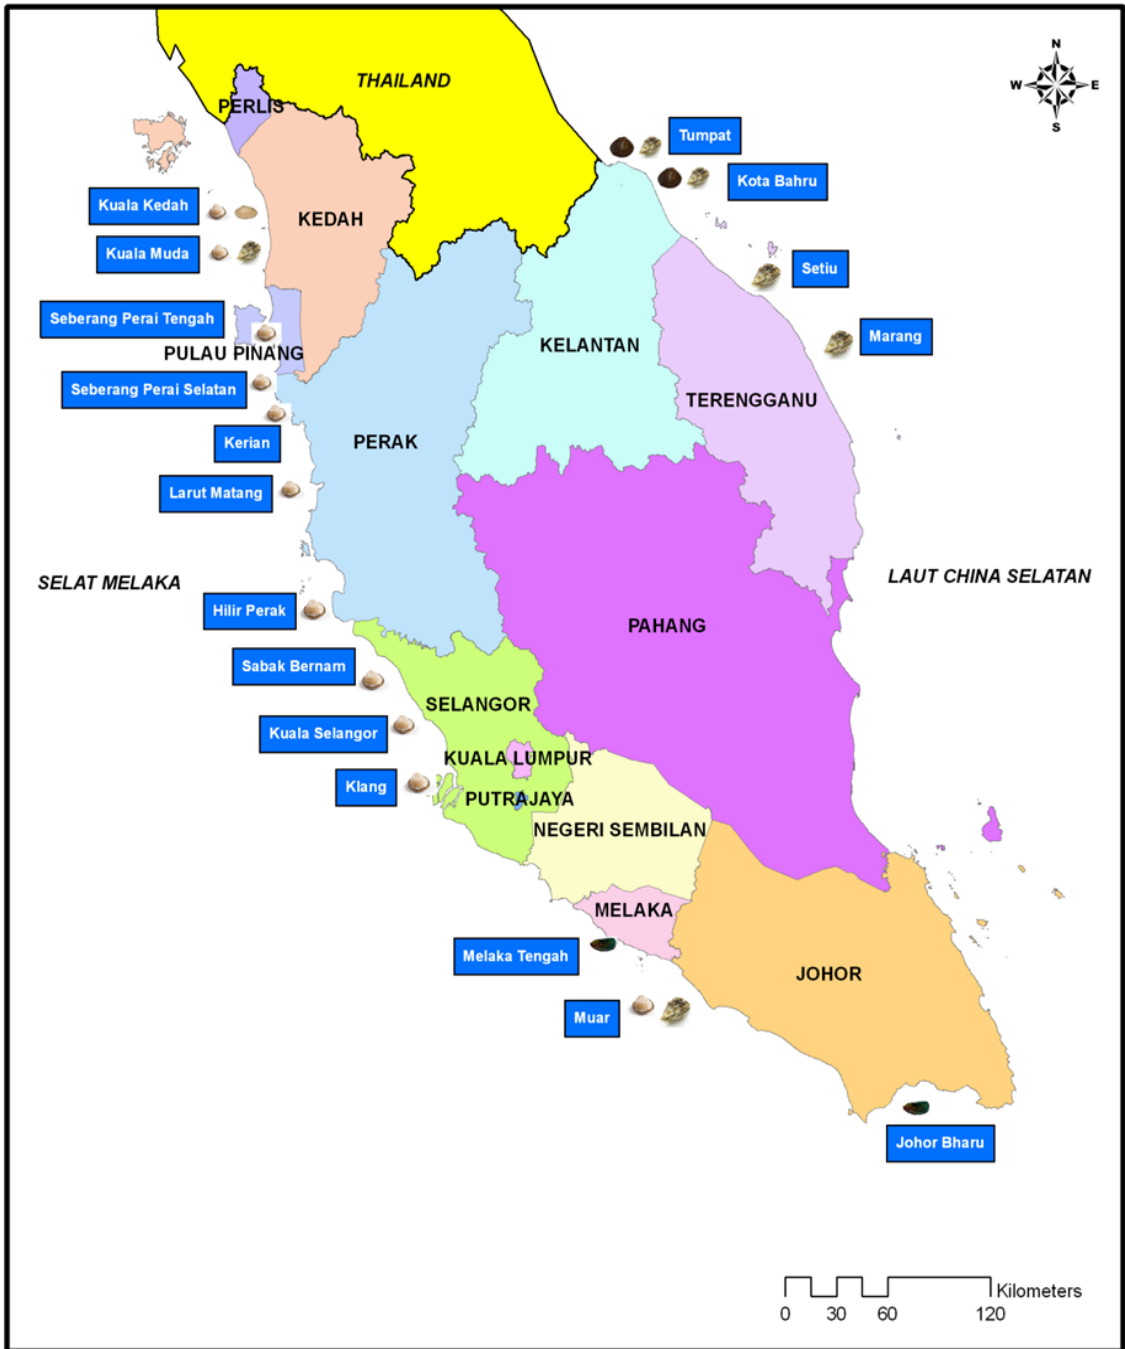 N
W
E
S
THAILAND
PERLIS
Tumpat
Kota Bahru
Kuala Kedah
KEDAH
Kuala Muda
Setiu
Seberang Perai Tengah
Marang
KELANTAN
PULAU PINANG
Seberang Perai Selatan
TERENGGANU
Kerian
PERAK
Larut Matang
SELAT MELAKA
LAUT CHINA SELATAN
Hilir Perak
PAHANG
Sabak Bernam
SELANGOR
Kuala Selangor
KUALA LUMPUR
Klang
PUTRAJAYA
NEGERI SEMBILAN
MELAKA
Melaka Tengah
JOHOR
Muar
Johor Bharu
Kilometers
0 30 60 120